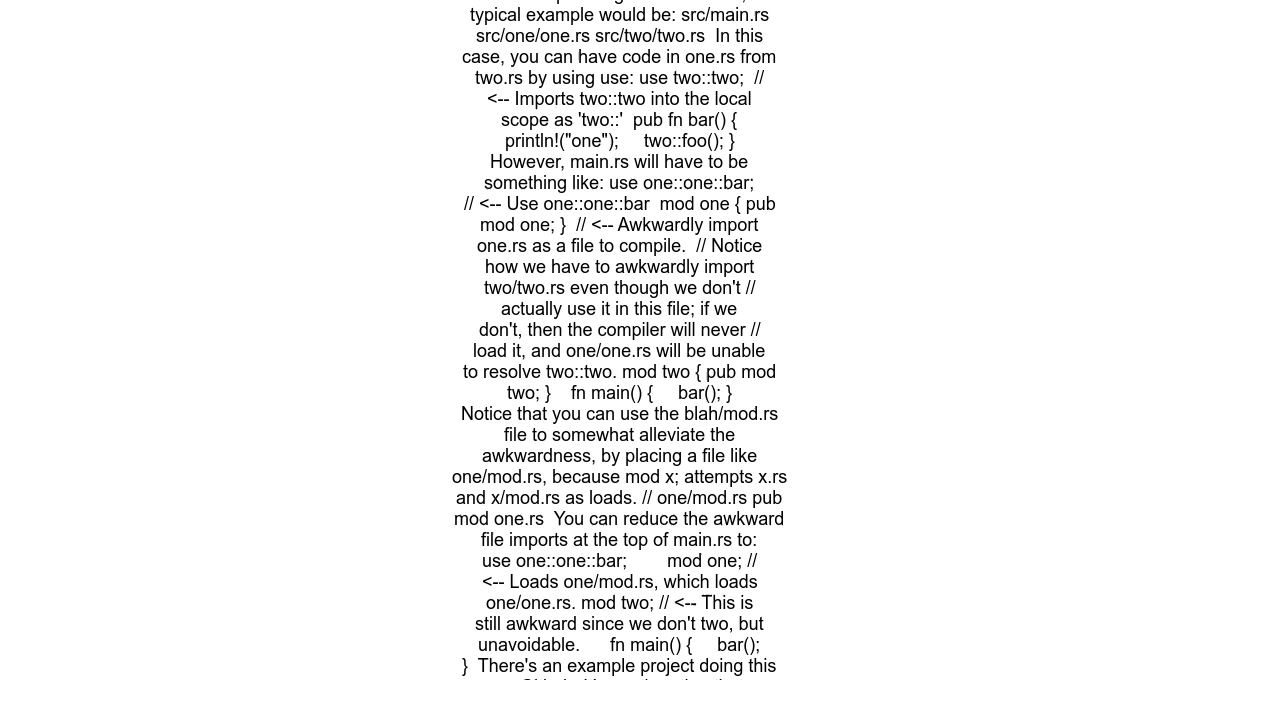 typical example would be: src/main.rs
src/one/one.rs src/two/two.rs  In this
case, you can have code in one.rs from
two.rs by using use: use two::two;  //
<-- Imports two::two into the local
scope as 'two::'  pub fn bar() {
println!("one");     two::foo(); }
However, main.rs will have to be
something like: use one::one::bar;
// <-- Use one::one::bar  mod one { pub
mod one; }  // <-- Awkwardly import
one.rs as a file to compile.  // Notice
how we have to awkwardly import
two/two.rs even though we don't //
actually use it in this file; if we
don't, then the compiler will never //
load it, and one/one.rs will be unable
to resolve two::two. mod two { pub mod
two; }    fn main() {     bar(); }
Notice that you can use the blah/mod.rs
file to somewhat alleviate the
awkwardness, by placing a file like
one/mod.rs, because mod x; attempts x.rs
and x/mod.rs as loads. // one/mod.rs pub
mod one.rs  You can reduce the awkward
file imports at the top of main.rs to:
use one::one::bar;        mod one; //
<-- Loads one/mod.rs, which loads
one/one.rs. mod two; // <-- This is
still awkward since we don't two, but
unavoidable.      fn main() {     bar();
}  There's an example project doing this